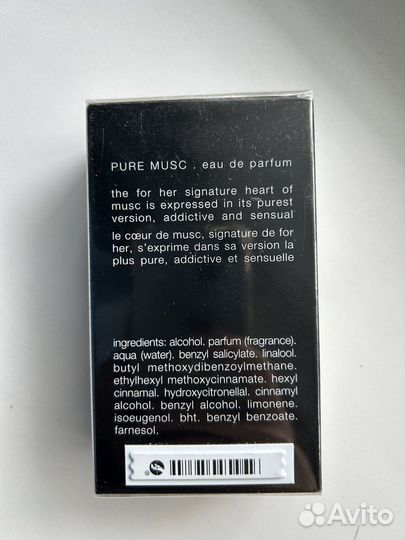 PURE MUSC . eau de parfum
the for her signature heart of
musc is expressed in its purest
version, addictive and sensual
le cœur de musc, signature de for
her, s'exprime dans sa version la
plus pure, addictive et sensuelle
ingredients: alcohol. parfum (fragrance).
aqua (water). benzyl salicylate. linalool.
butyl methoxydibenzoylmethane.
ethylhexyl methoxycinnamate. hexyl
cinnamal. hydroxycitronellal. cinnamyl
alcohol. benzyl alcohol. limonene.
isoeugenol. bht. benzyl benzoate.
farnesol.
Avito